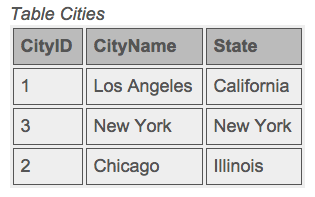 Table Cities
CityID CityName State
1 Los Angeles California
3 New York New York
2 Chicago Illinois